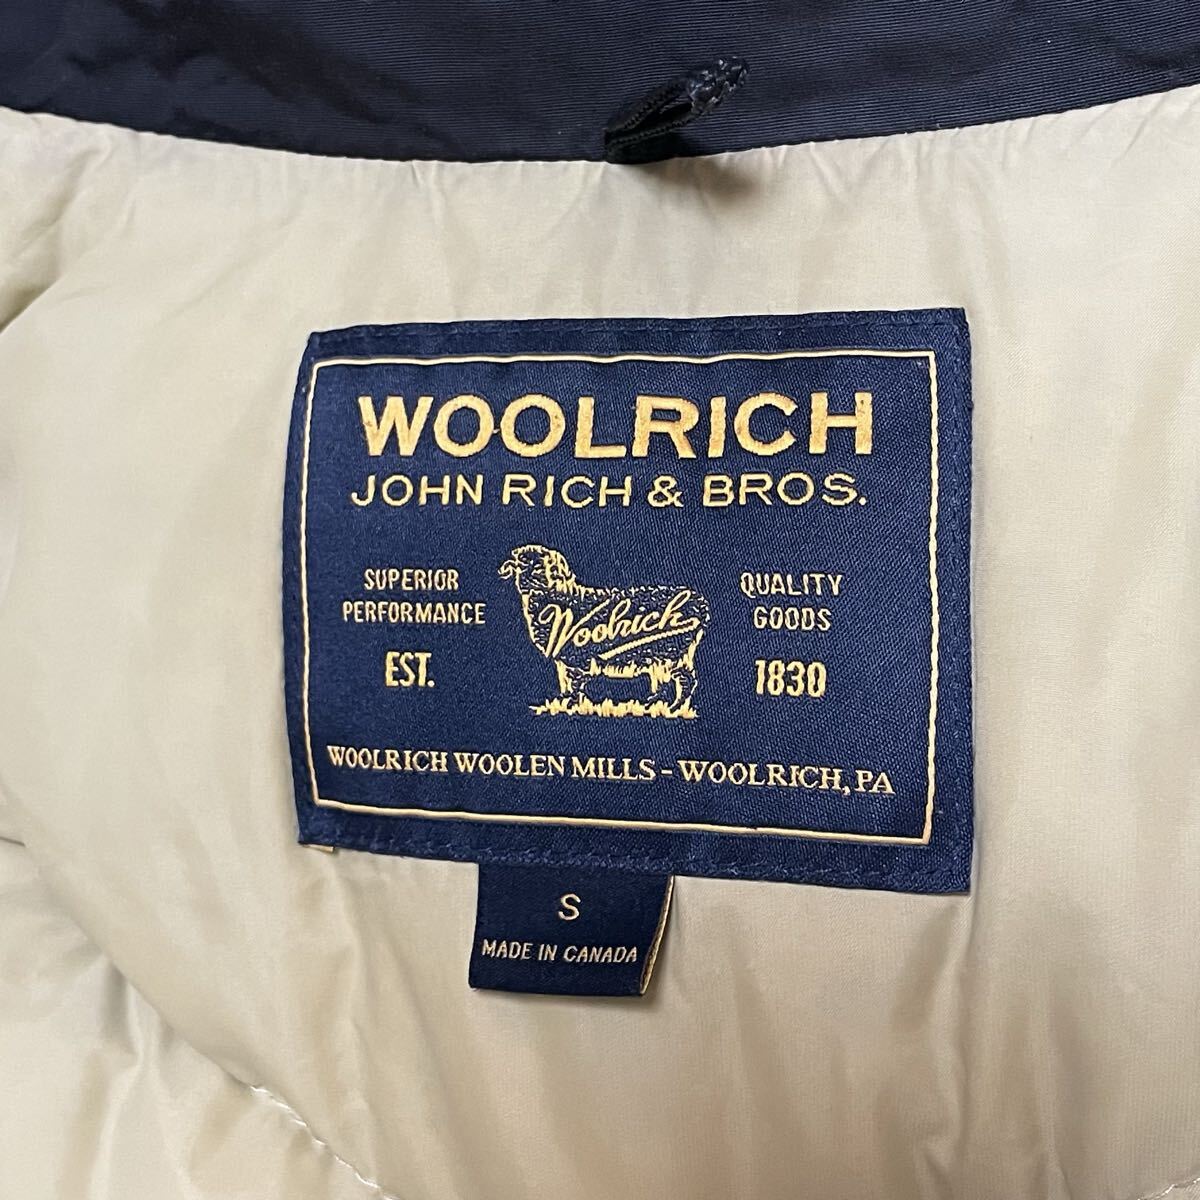 WOOLRICH
JOHN RICH & BROS.
SUPERIOR
PERFORMANCE
EST.
Woolrich
QUALITY
GOODS
1830
WOOLRICH WOOLEN MILLS - WOOLRICH, PA
S
MADE IN CANADA